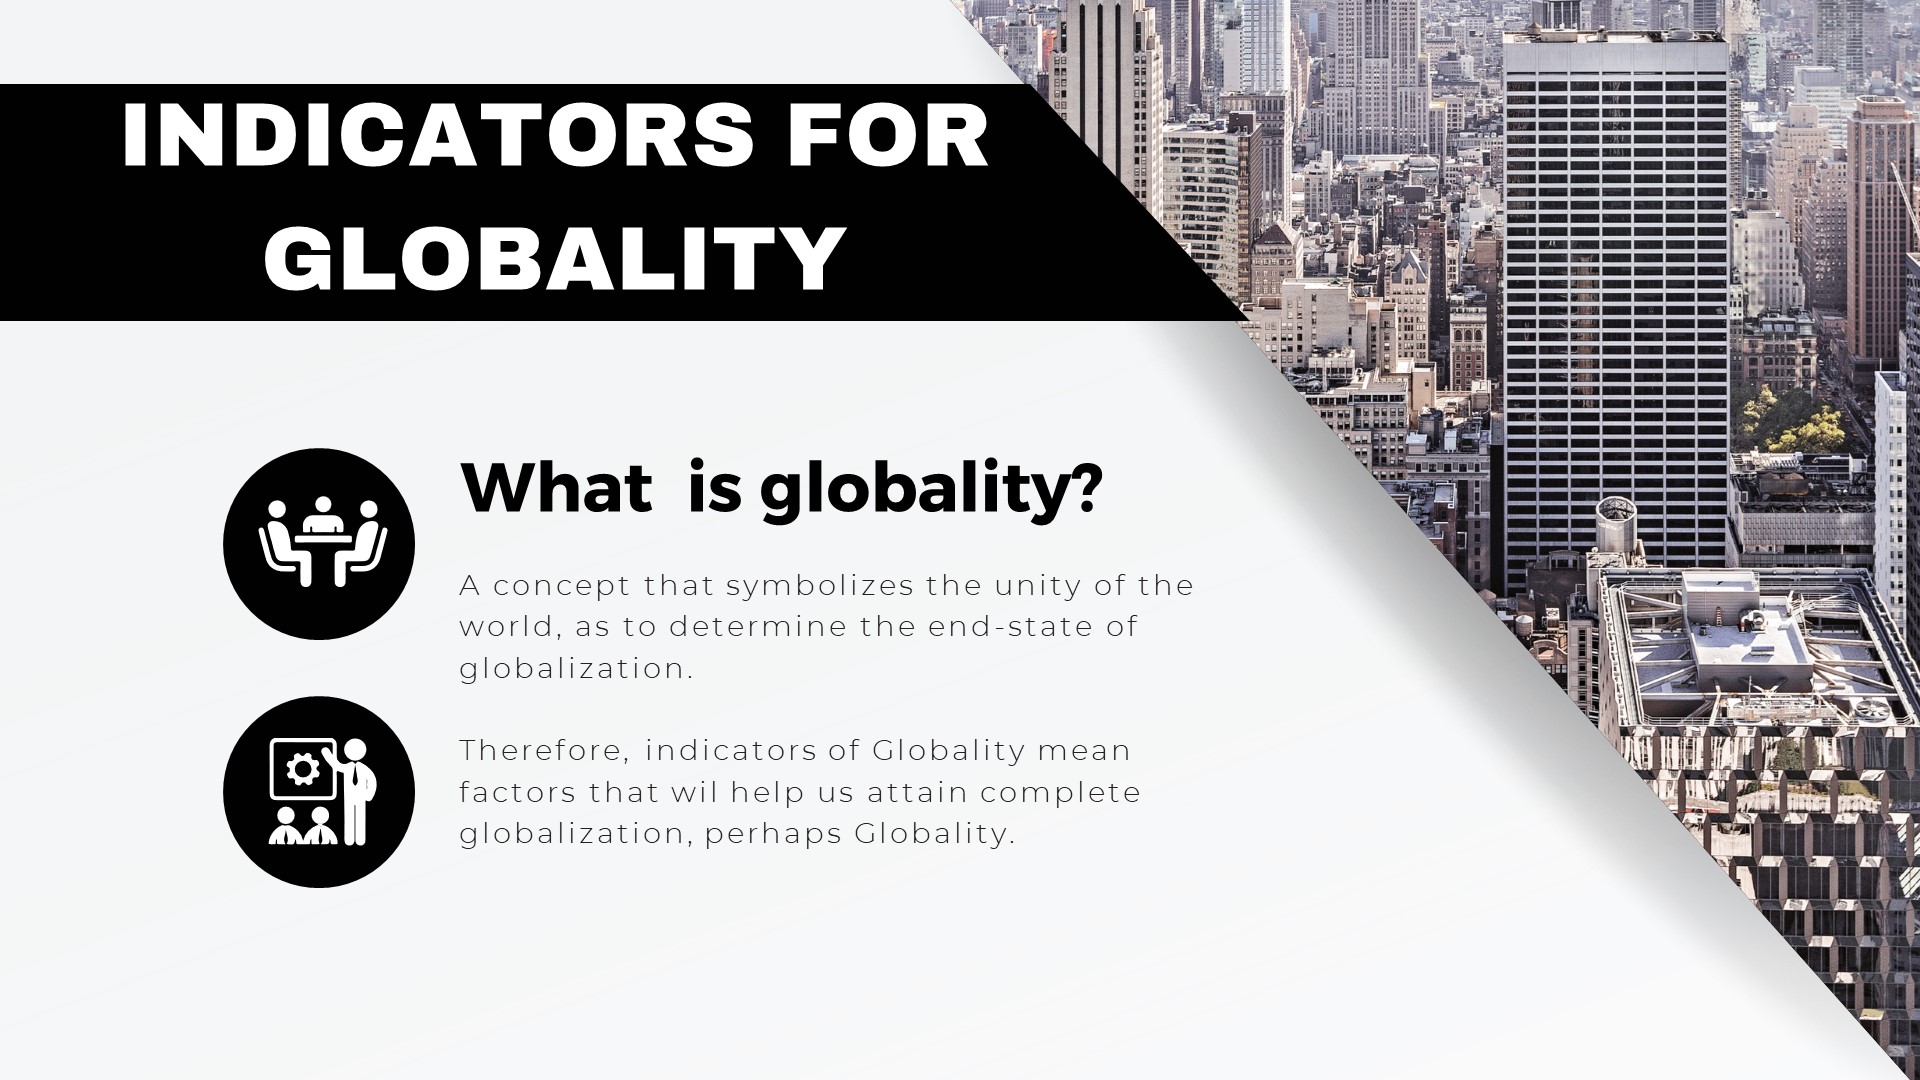 INDICATORS FOR
GLOBALITY
What  is globality?
A concept that symbolizes the unity of the
world, as to determine the end-state of
globalization.
Therefore, indicators of Globality mean
factors that wil help us attain complete
globalization, perhaps Globality.